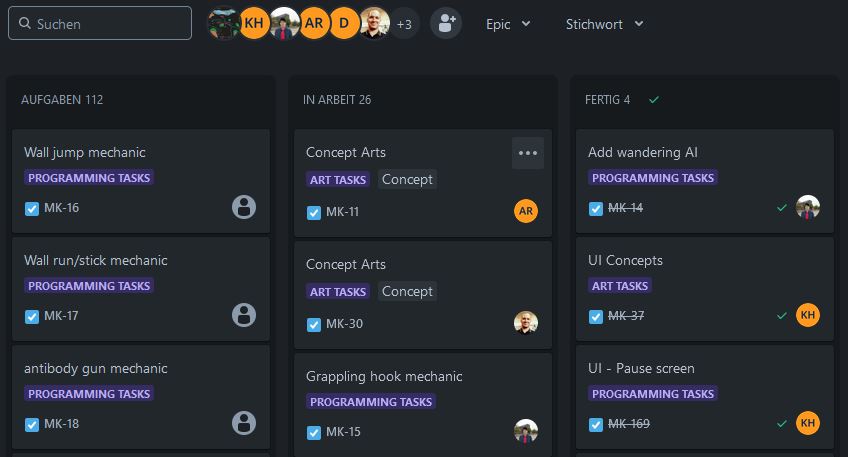 Suchen
KH
AR
D
+3
Epic
Stichwort
AUFGABEN 112
Wall jump mechanic
PROGRAMMING TASKS
MK-16
Wall run/stick mechanic
PROGRAMMING TASKS
MK-17
antibody gun mechanic
PROGRAMMING TASKS
MK-18
IN ARBEIT 26
Concept Arts
ART TASKS Concept
MK-11 AR
Concept Arts
ART TASKS Concept
MK-30
Grappling hook mechanic
PROGRAMMING TASKS
MK-15
FERTIG 4
Add wandering AI
PROGRAMMING TASKS
MK-14
UI Concepts
ART TASKS
MK-37 KH
UI - Pause screen
PROGRAMMING TASKS
MK-169 KH